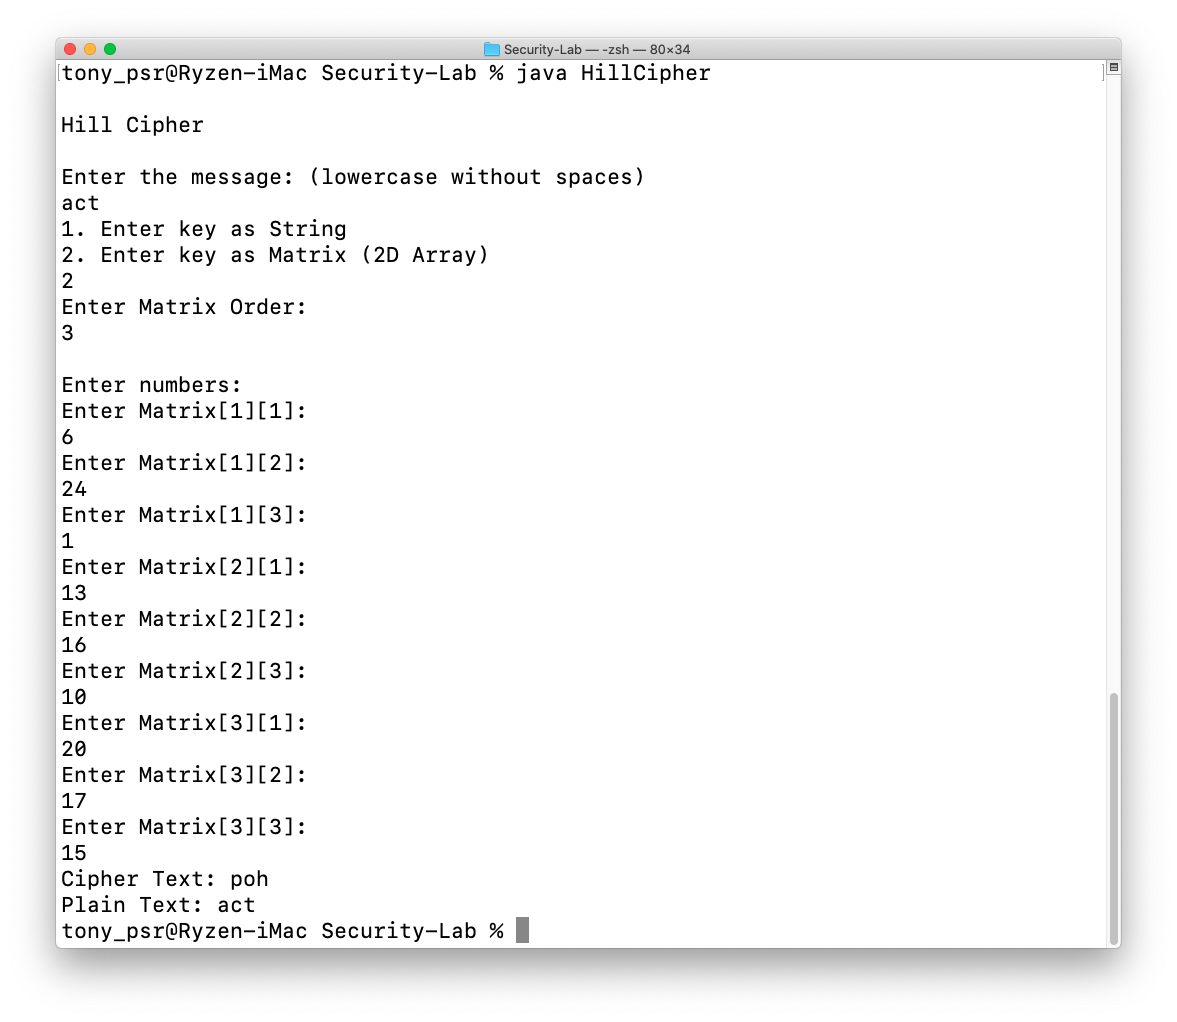 Security-Lab — -zsh — 80×34
tony_psr@Ryzen-iMac Security-Lab % java HillCipher
Hill Cipher
Enter the message: (lowercase without spaces)
act
1. Enter key as String
2. Enter key as Matrix (2D Array)
2
Enter Matrix Order:
3
Enter numbers:
Enter Matrix[1][1]:
6
Enter Matrix[1][2]:
24
Enter Matrix[1][3]:
1
Enter Matrix[2][1]:
13
Enter Matrix[2][2]:
16
Enter Matrix[2][3]:
10
Enter Matrix[3][1]:
20
Enter Matrix[3][2]:
17
Enter Matrix[3][3]:
15
Cipher Text: poh
Plain Text: act
tony_psr@Ryzen-iMac Security-Lab %